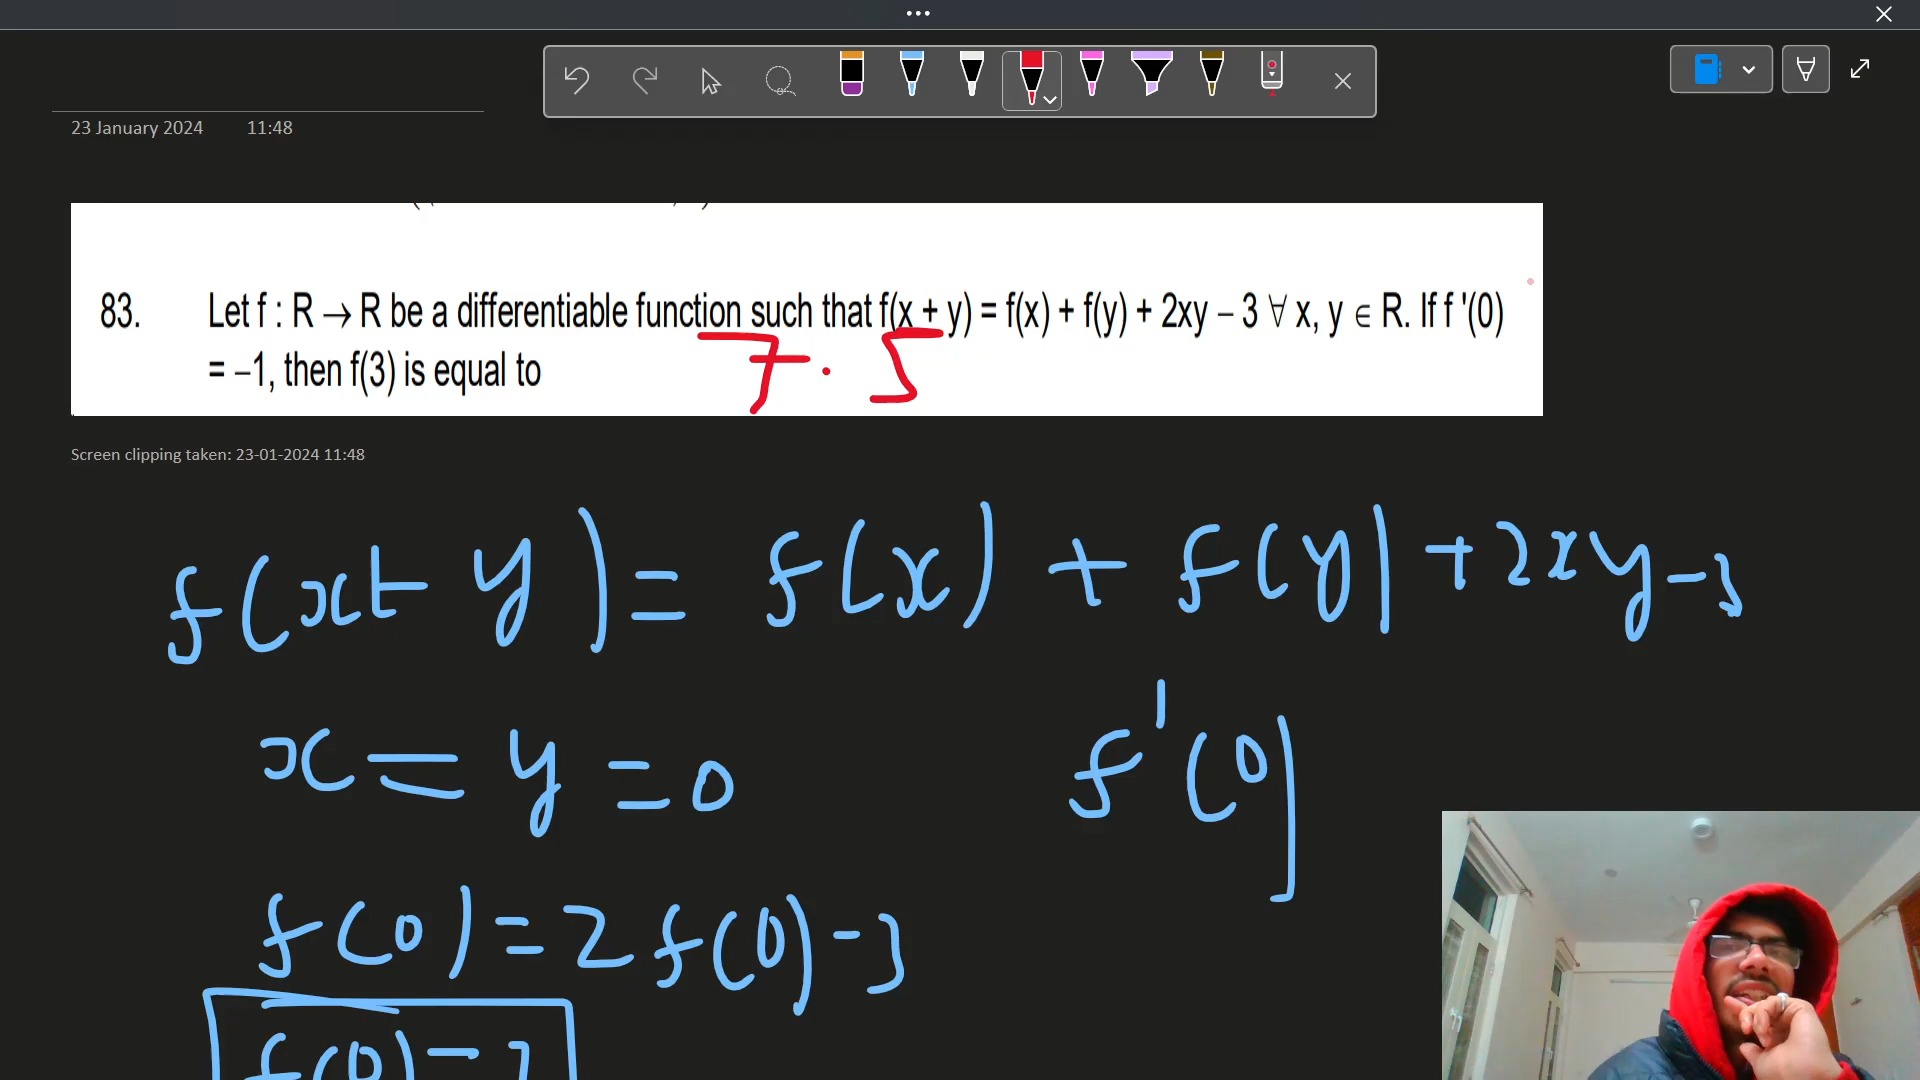 23 January 2024 11:48
83. Let f : R → R be a differentiable function such that f(x + y) = f(x) + f(y) + 2xy – 3 ∀ x, y ∈ R. If f '(0)
= –1, then f(3) is equal to
7.5
Screen clipping taken: 23-01-2024 11:48
f(x+y) = f(x) + f(y) + 2xy - 3
x = y = 0
f'(0)
f(0) = 2f(0) - 3